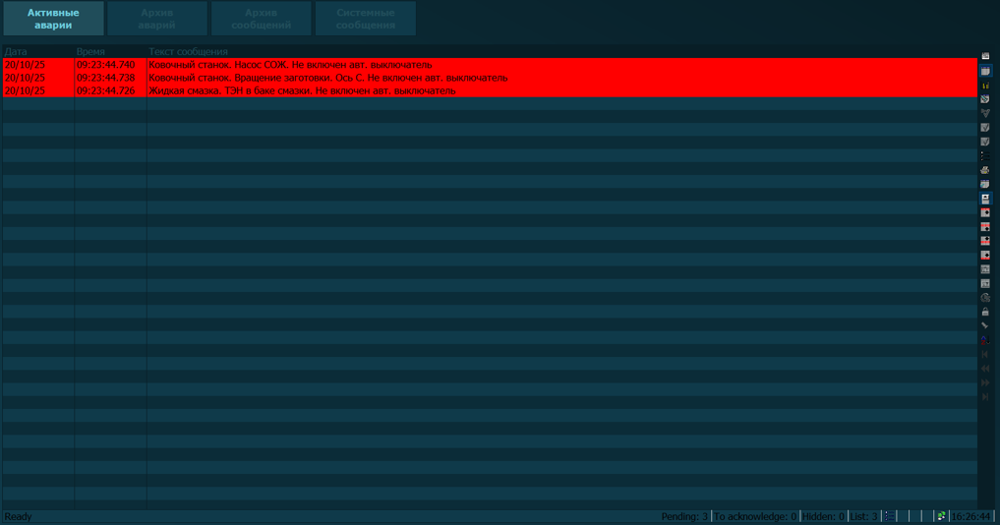 Активные аварии
Архив аварий
Архив сообщений
Системные сообщения
Дата Время Текст сообщения
20/10/25 09:23:44.740 Ковочный станок. Насос СОЖ. Не включен авт. выключатель
20/10/25 09:23:44.738 Ковочный станок. Вращение заготовки. Ось C. Не включен авт. выключатель
20/10/25 09:23:44.726 Жидкая смазка. ТЭН в баке смазки. Не включен авт. выключатель
Ready Pending: 3 To acknowledge: 0 Hidden: 0 List: 3 16:26:44